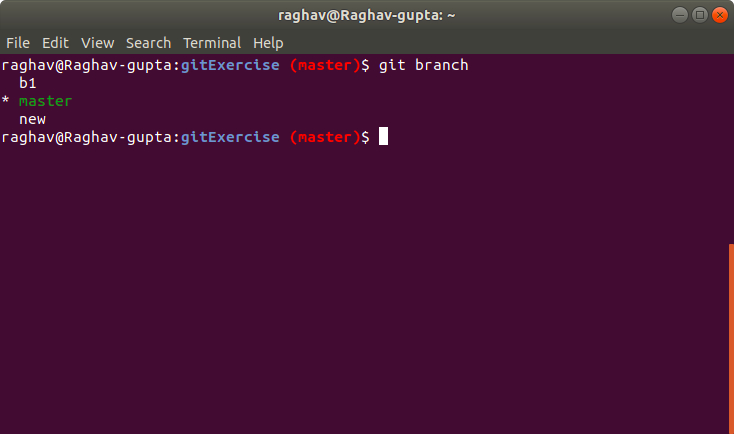 raghav@Raghav-gupta: ~
File Edit View Search Terminal Help
raghav@Raghav-gupta:gitExercise (master)$ git branch
  b1
* master
  new
raghav@Raghav-gupta:gitExercise (master)$